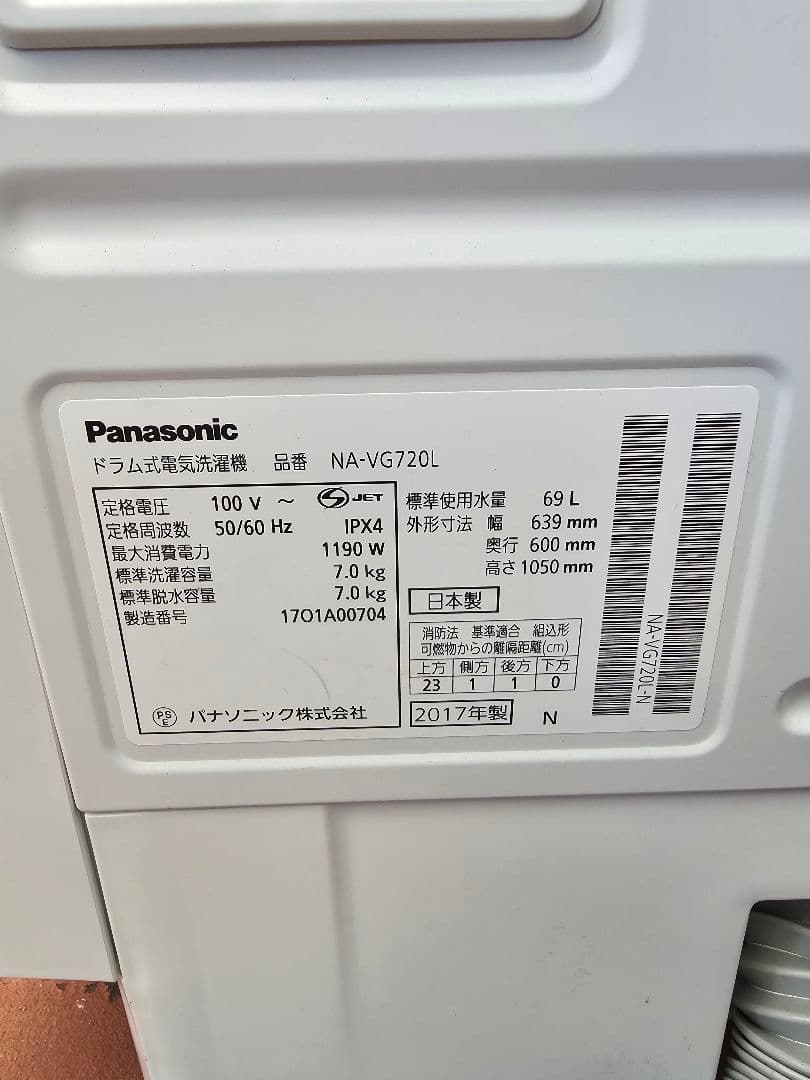 Panasonic
ドラム式電気洗濯機 品番 NA-VG720L
定格電圧 100 V ~ S JET
定格周波数 50/60 Hz IPX4
最大消費電力 1190 W
標準洗濯容量 7.0 kg
標準脱水容量 7.0 kg
製造番号 1701A00704
PS E パナソニック株式会社
標準使用水量 69 L
外形寸法 幅 639 mm
奥行 600 mm
高さ 1050 mm
日本製
消防法 基準適合 組込形
可燃物からの離隔距離(cm)
上方 側方 後方 下方
23 1 1 0
2017年製 N
NA-VG720L-N